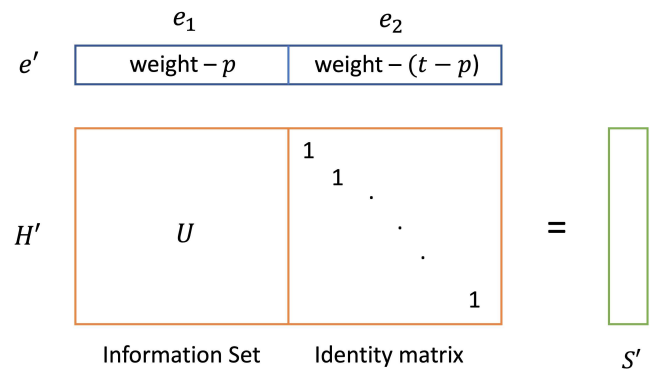 e₁ e₂
e′ weight – p weight – (t – p)
1
1
.
H′ U . =
.
1
Information Set Identity matrix S′